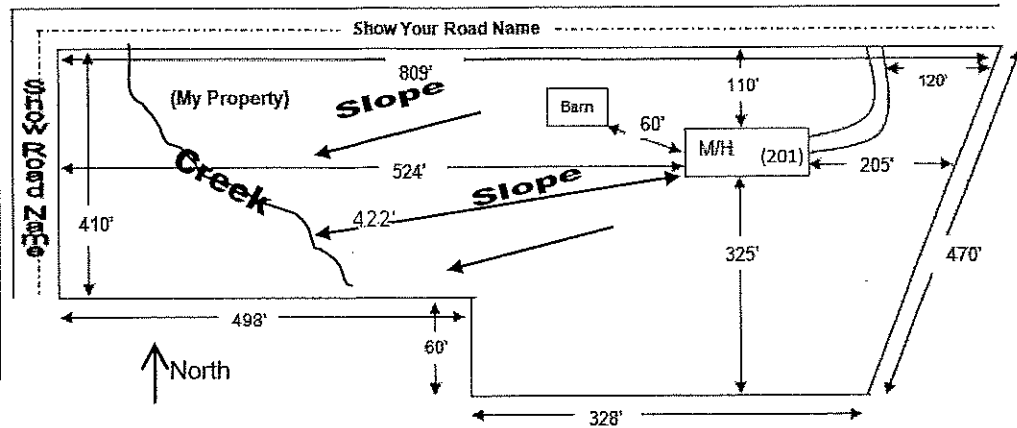 Show Your Road Name
809'
120'
110'
(My Property)
Slope
Barn
60'
M/H
(201)
Show Road Name
524'
205'
Creek
Slope
422'
410'
325'
470'
498'
60'
North
328'